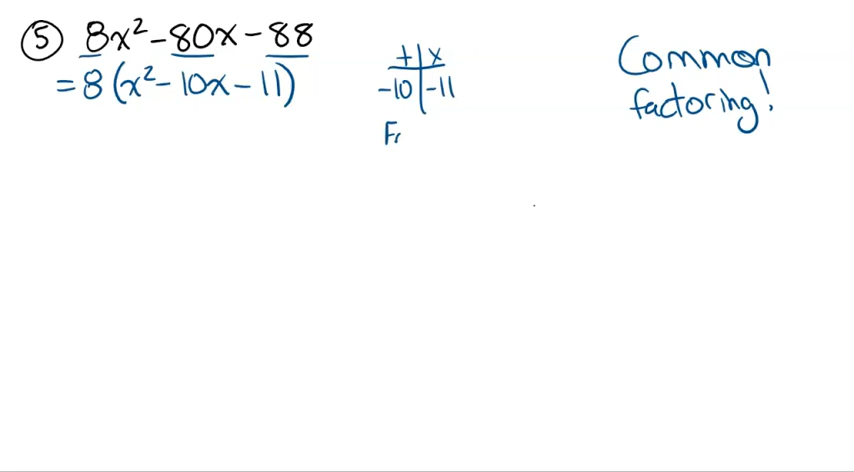 ⑤ 8x² - 80x - 88
= 8(x² - 10x - 11)
+ | x
-10 | -11
Common
factoring!